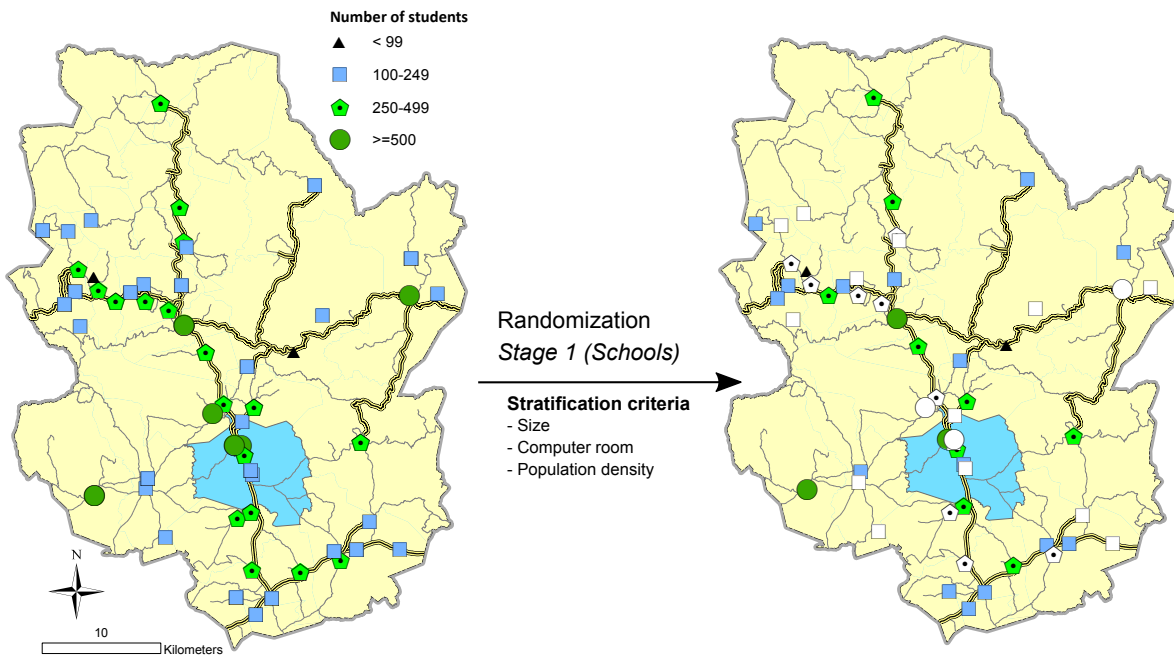 Number of students
< 99
100-249
250-499
>=500
Randomization
Stage 1 (Schools)
Stratification criteria
- Size
- Computer room
- Population density
N
10
Kilometers